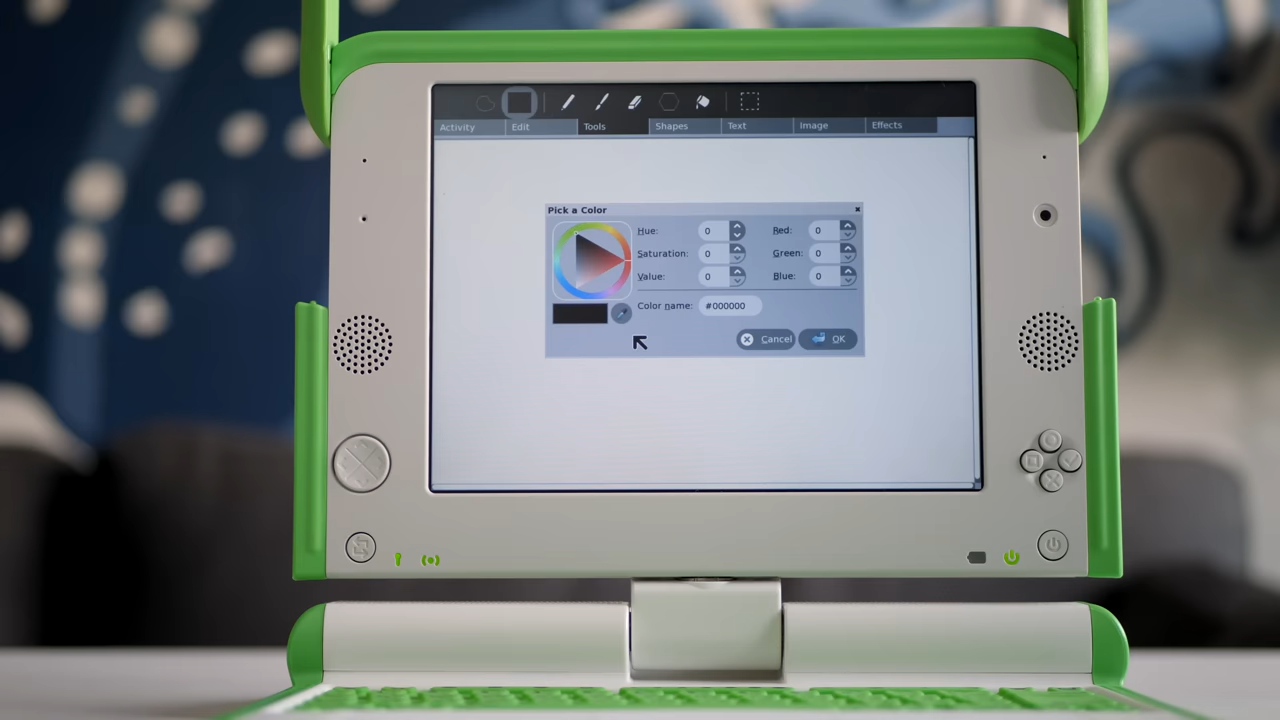 Activity Edit Tools Shapes Text Image Effects
Pick a Color
Hue: 0 Red: 0
Saturation: 0 Green: 0
Value: 0 Blue: 0
Color name: #000000
Cancel OK